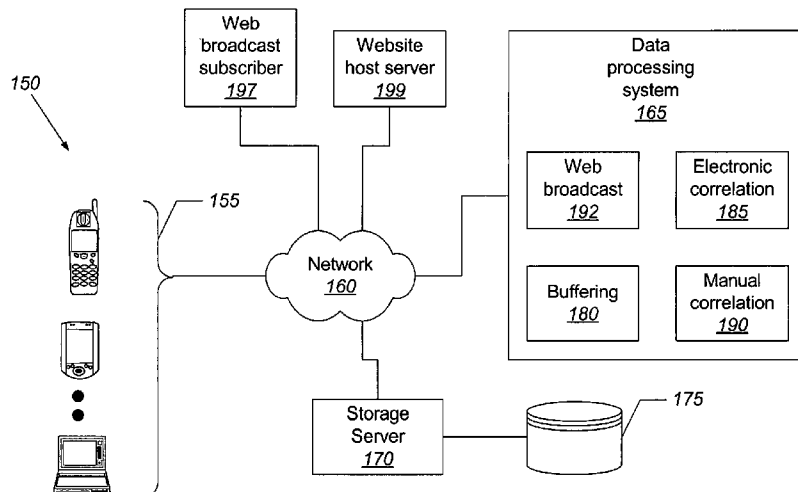 Web
broadcast
subscriber
197
Website
host server
199
Data
processing
system
165
150
Web
broadcast
192
Electronic
correlation
185
155
Network
160
Buffering
180
Manual
correlation
190
Storage
Server
170
175